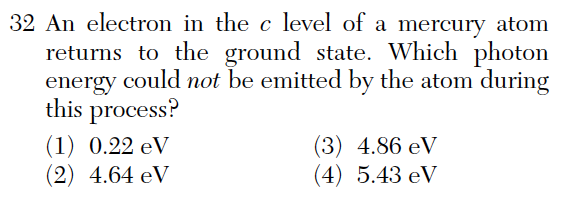 32 An electron in the c level of a mercury atom
returns to the ground state. Which photon
energy could not be emitted by the atom during
this process?
(1) 0.22 eV (3) 4.86 eV
(2) 4.64 eV (4) 5.43 eV